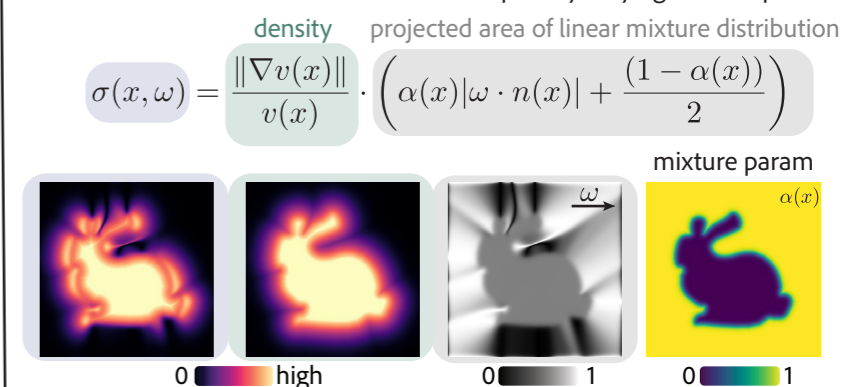 density projected area of linear mixture distribution
σ(x, ω) = ‖∇v(x)‖ / v(x) · ( α(x)|ω · n(x)| + (1 − α(x)) / 2 )
mixture param
ω
α(x)
0 high 0 1 0 1